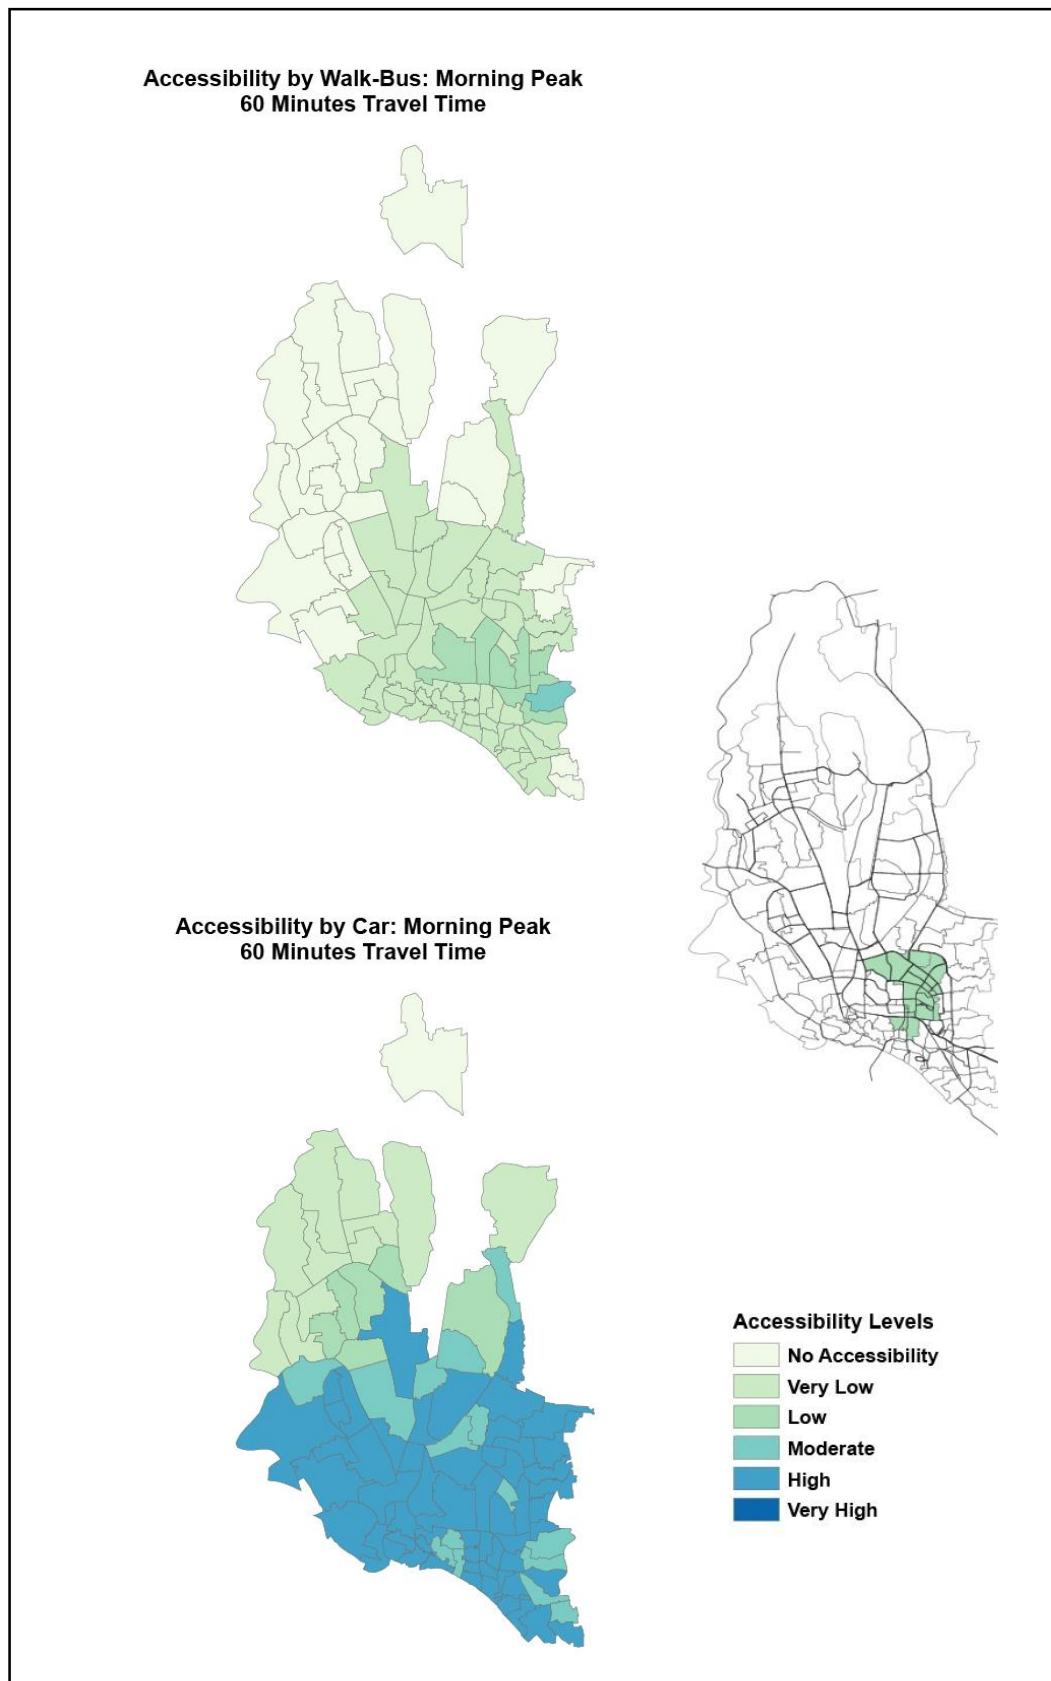 Accessibility by Walk-Bus: Morning Peak
60 Minutes Travel Time
Accessibility by Car: Morning Peak
60 Minutes Travel Time
Accessibility Levels
No Accessibility
Very Low
Low
Moderate
High
Very High